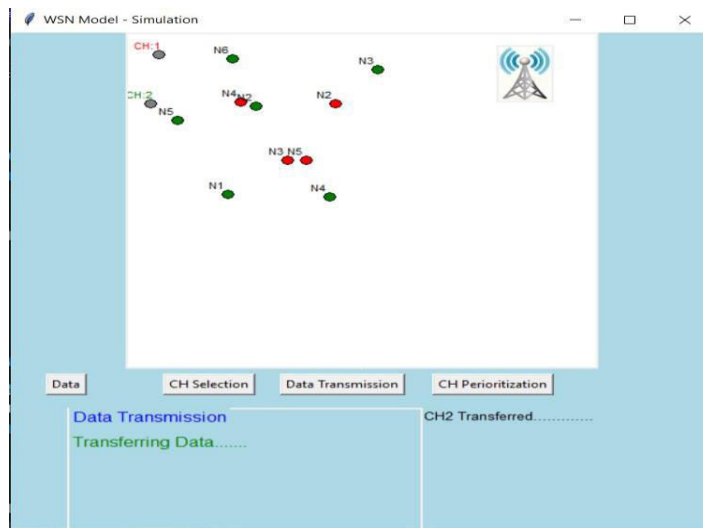 WSN Model - Simulation
CH:1
N6
N3
CH:2
N5
N4
N2
N2
N3 N5
N1
N4
Data
CH Selection
Data Transmission
CH Perioritization
Data Transmission
Transferring Data.......
CH2 Transferred.............